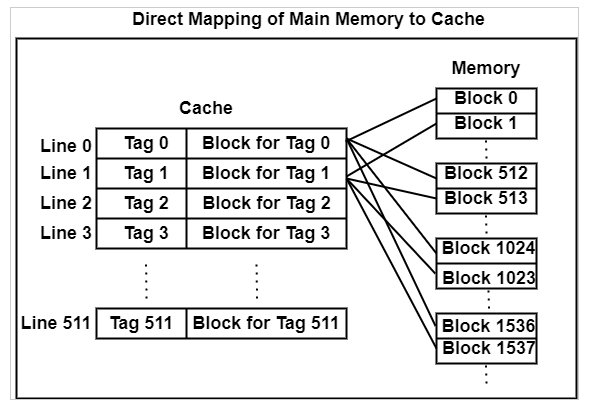 Direct Mapping of Main Memory to Cache
Memory
Cache
Block 0
Block 1
Line 0 Tag 0 Block for Tag 0
Line 1 Tag 1 Block for Tag 1
Line 2 Tag 2 Block for Tag 2
Line 3 Tag 3 Block for Tag 3
Line 511 Tag 511 Block for Tag 511
Block 512
Block 513
Block 1024
Block 1023
Block 1536
Block 1537